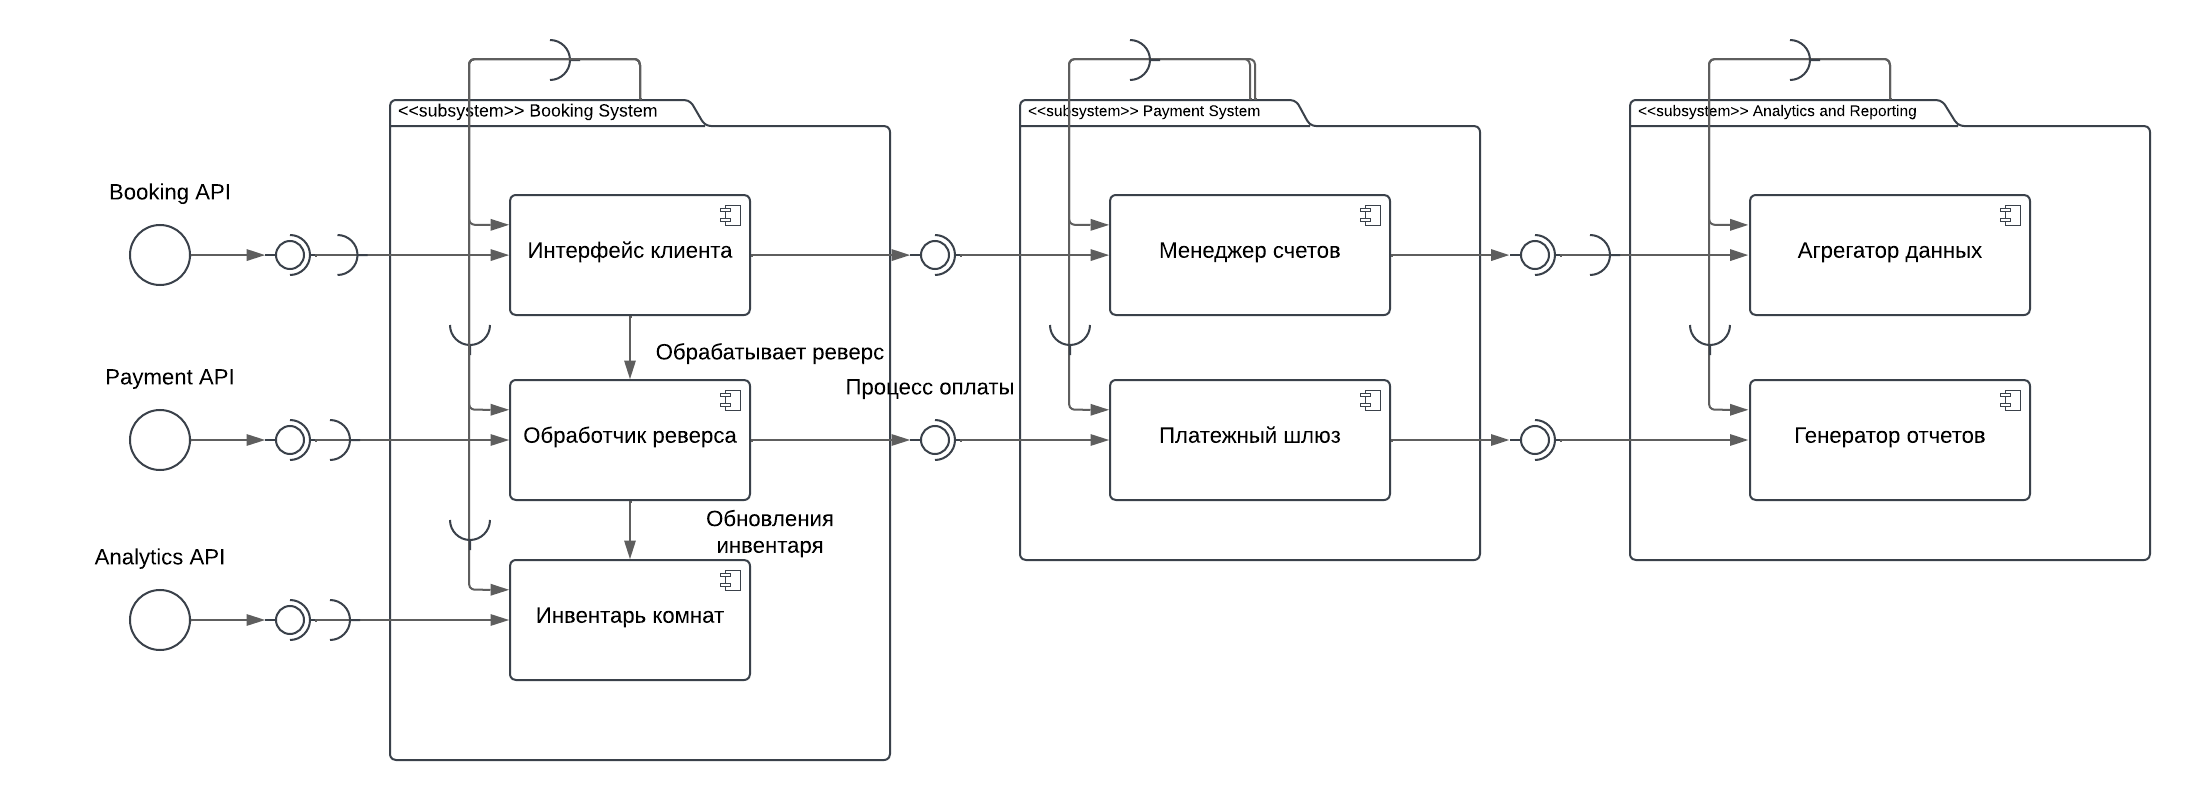 <<subsystem>> Booking System
<<subsystem>> Payment System
<<subsystem>> Analytics and Reporting
Booking API
Интерфейс клиента
Менеджер счетов
Агрегатор данных
Обрабатывает реверс
Payment API
Процесс оплаты
Обработчик реверса
Платежный шлюз
Генератор отчетов
Обновления
инвентаря
Analytics API
Инвентарь комнат